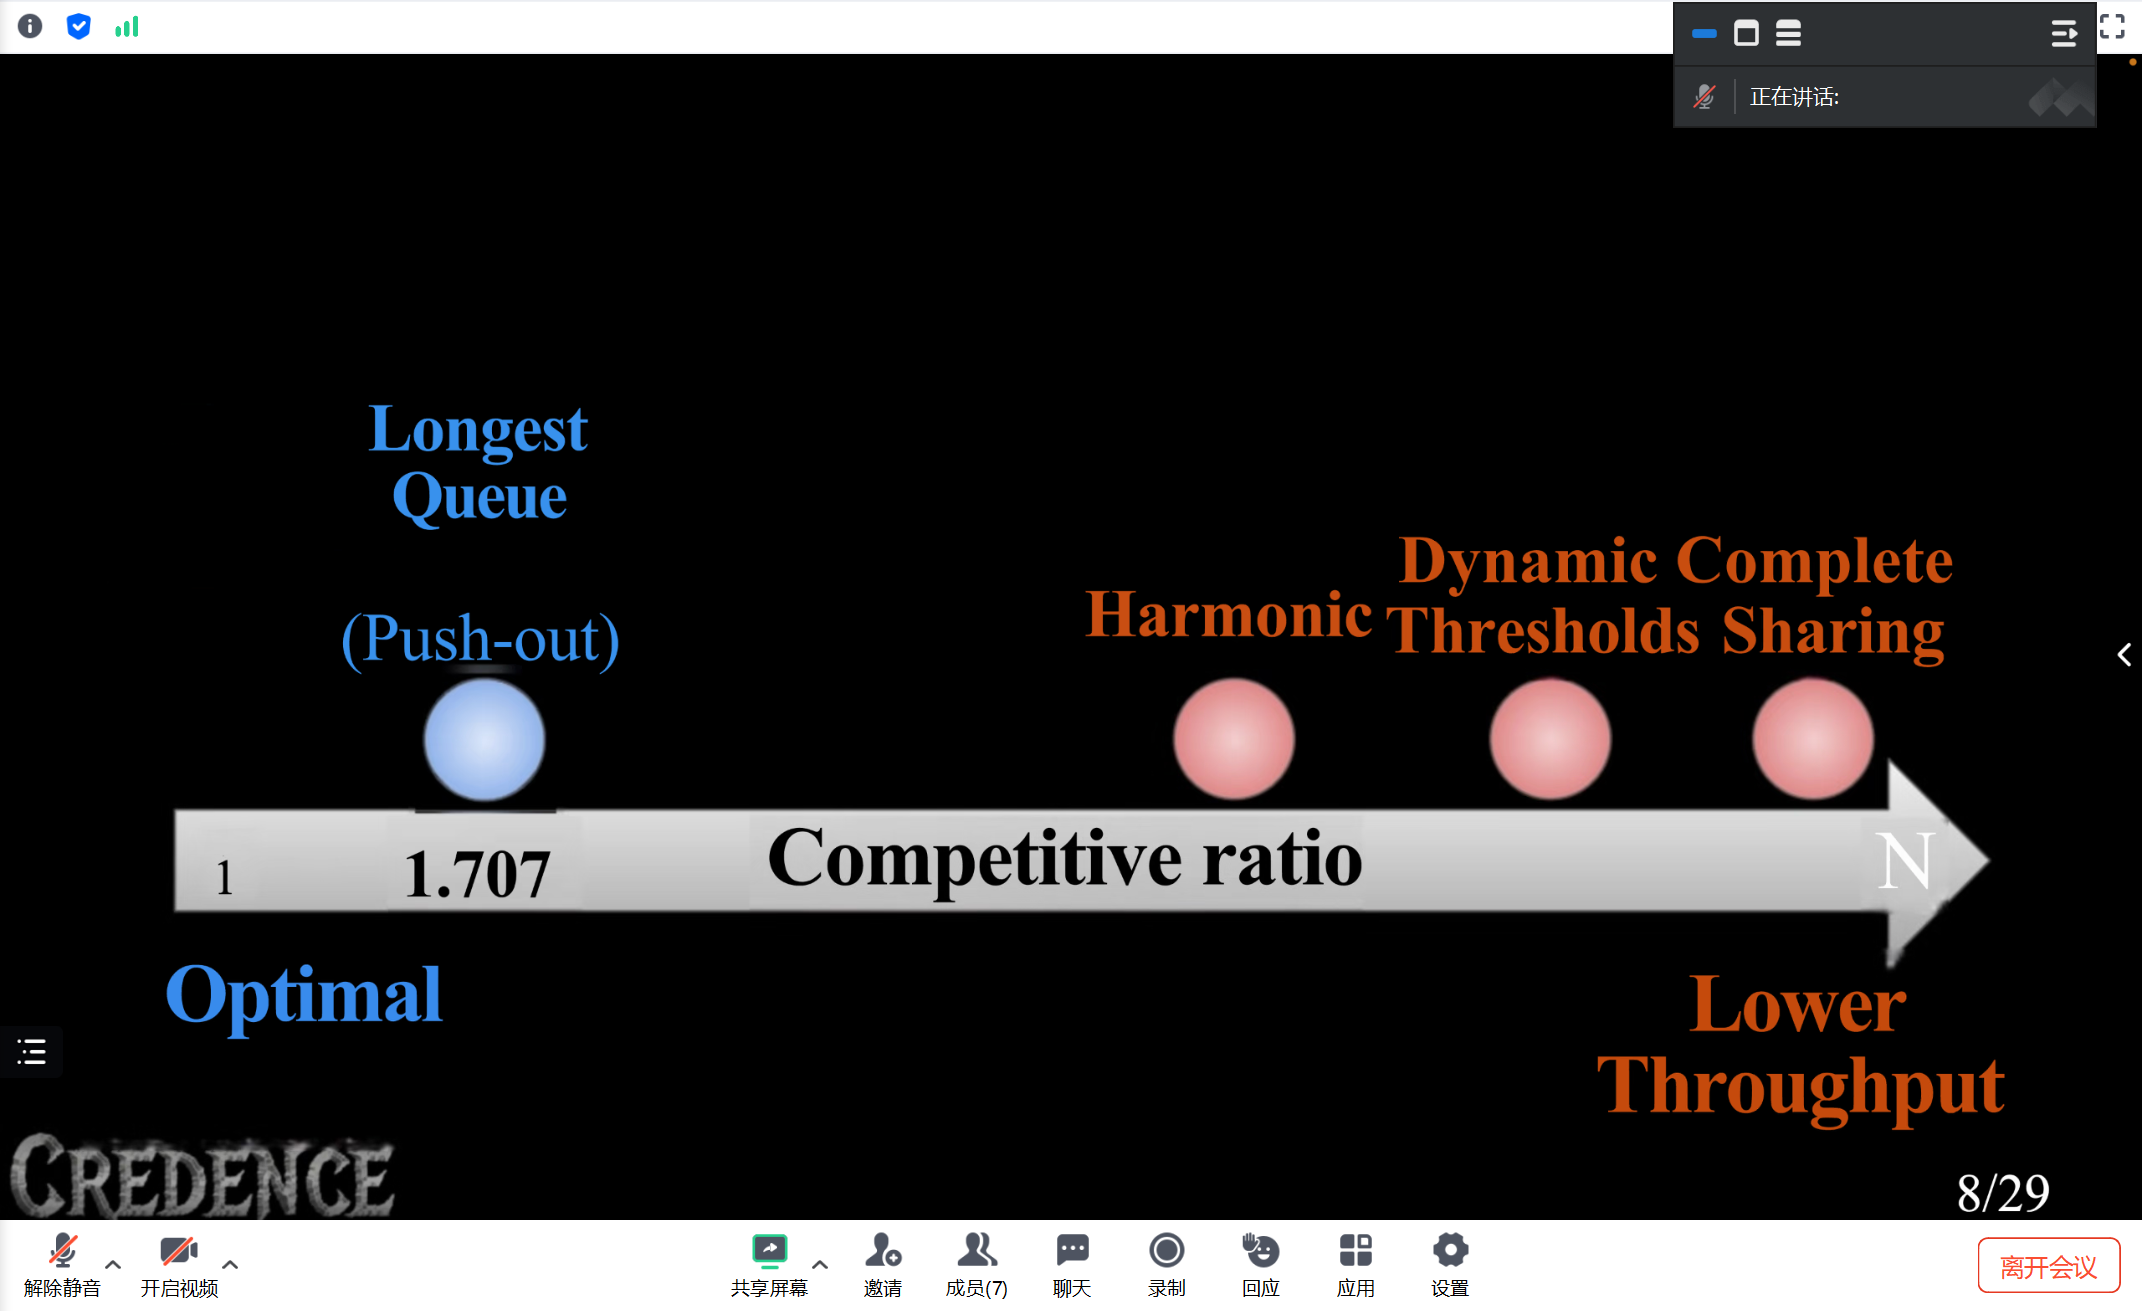 正在讲话:
Longest
Queue
(Push-out)
Harmonic
Dynamic
Thresholds
Complete
Sharing
1
1.707
Competitive ratio
N
Optimal
Lower
Throughput
CREDENCE
8/29
解除静音
开启视频
共享屏幕
邀请
成员(7)
聊天
录制
回应
应用
设置
离开会议